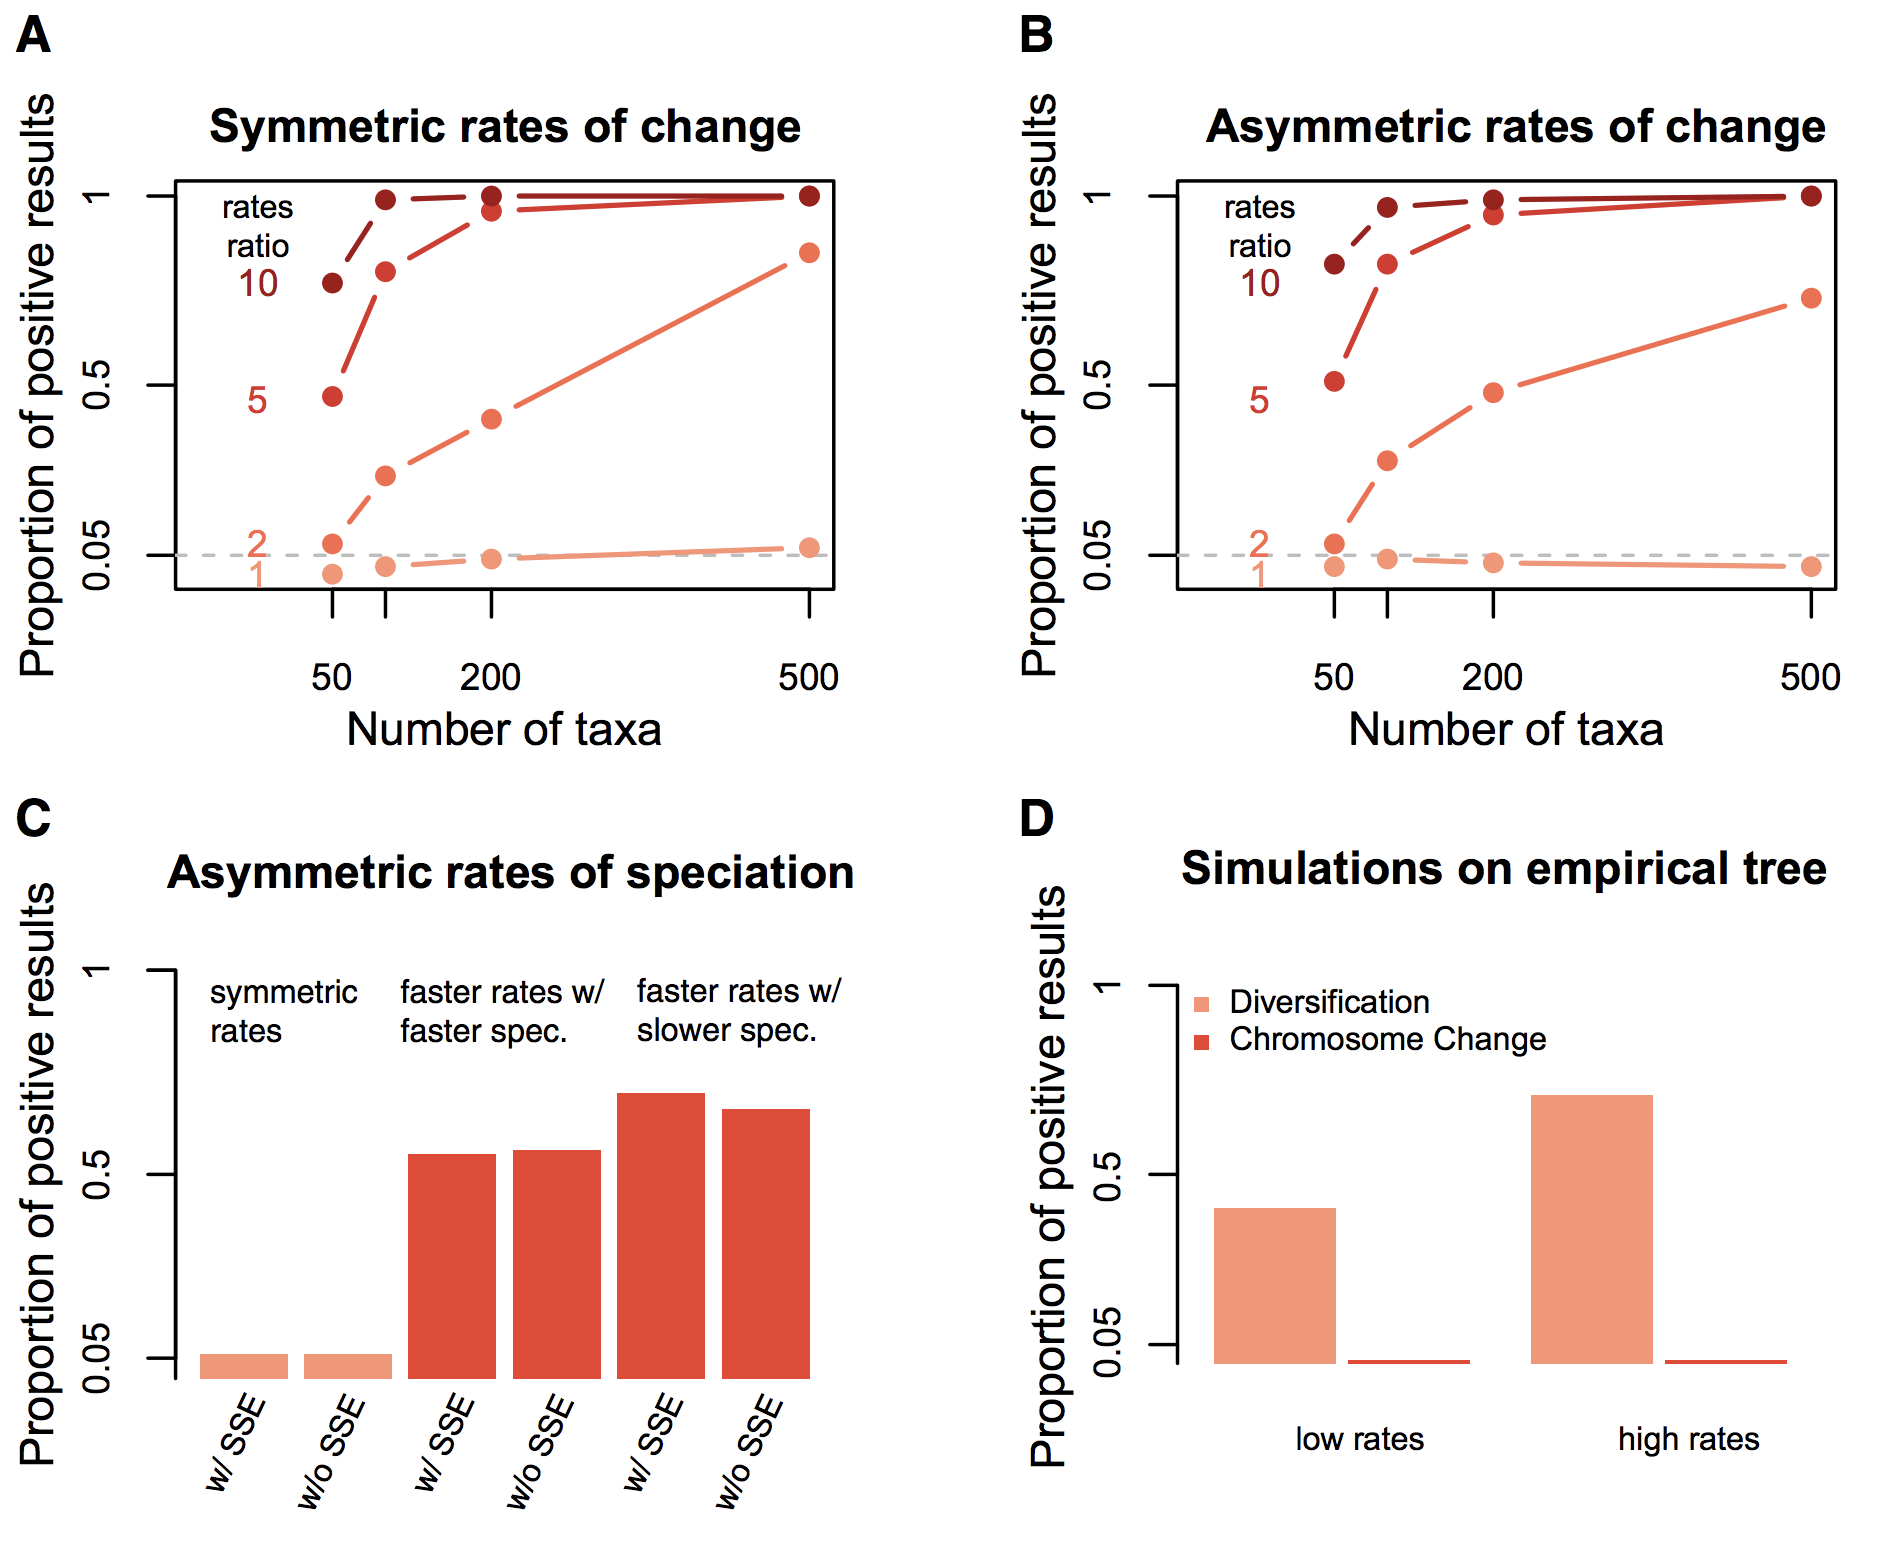 A
Symmetric rates of change
Proportion of positive results
1
0.5
0.05
rates
ratio
10
5
2
1
50
200
500
Number of taxa
B
Asymmetric rates of change
Proportion of positive results
1
0.5
0.05
rates
ratio
10
5
2
1
50
200
500
Number of taxa
C
Asymmetric rates of speciation
Proportion of positive results
1
0.5
0.05
symmetric
rates
faster rates w/
faster spec.
faster rates w/
slower spec.
w/ SSE
w/o SSE
w/ SSE
w/o SSE
w/ SSE
w/o SSE
D
Simulations on empirical tree
Proportion of positive results
1
0.5
0.05
Diversification
Chromosome Change
low rates
high rates